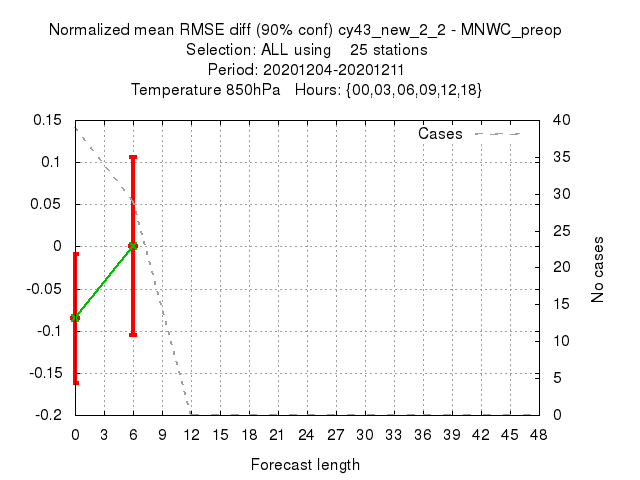 Normalized mean RMSE diff (90% conf) cy43_new_2_2 - MNWC_preop
Selection: ALL using    25 stations
Period: 20201204-20201211
Temperature 850hPa   Hours: {00,03,06,09,12,18}
Cases
0.15
0.1
0.05
0
-0.05
-0.1
-0.15
-0.2
40
35
30
25
20
15
10
5
0
No cases
0 3 6 9 12 15 18 21 24 27 30 33 36 39 42 45 48
Forecast length